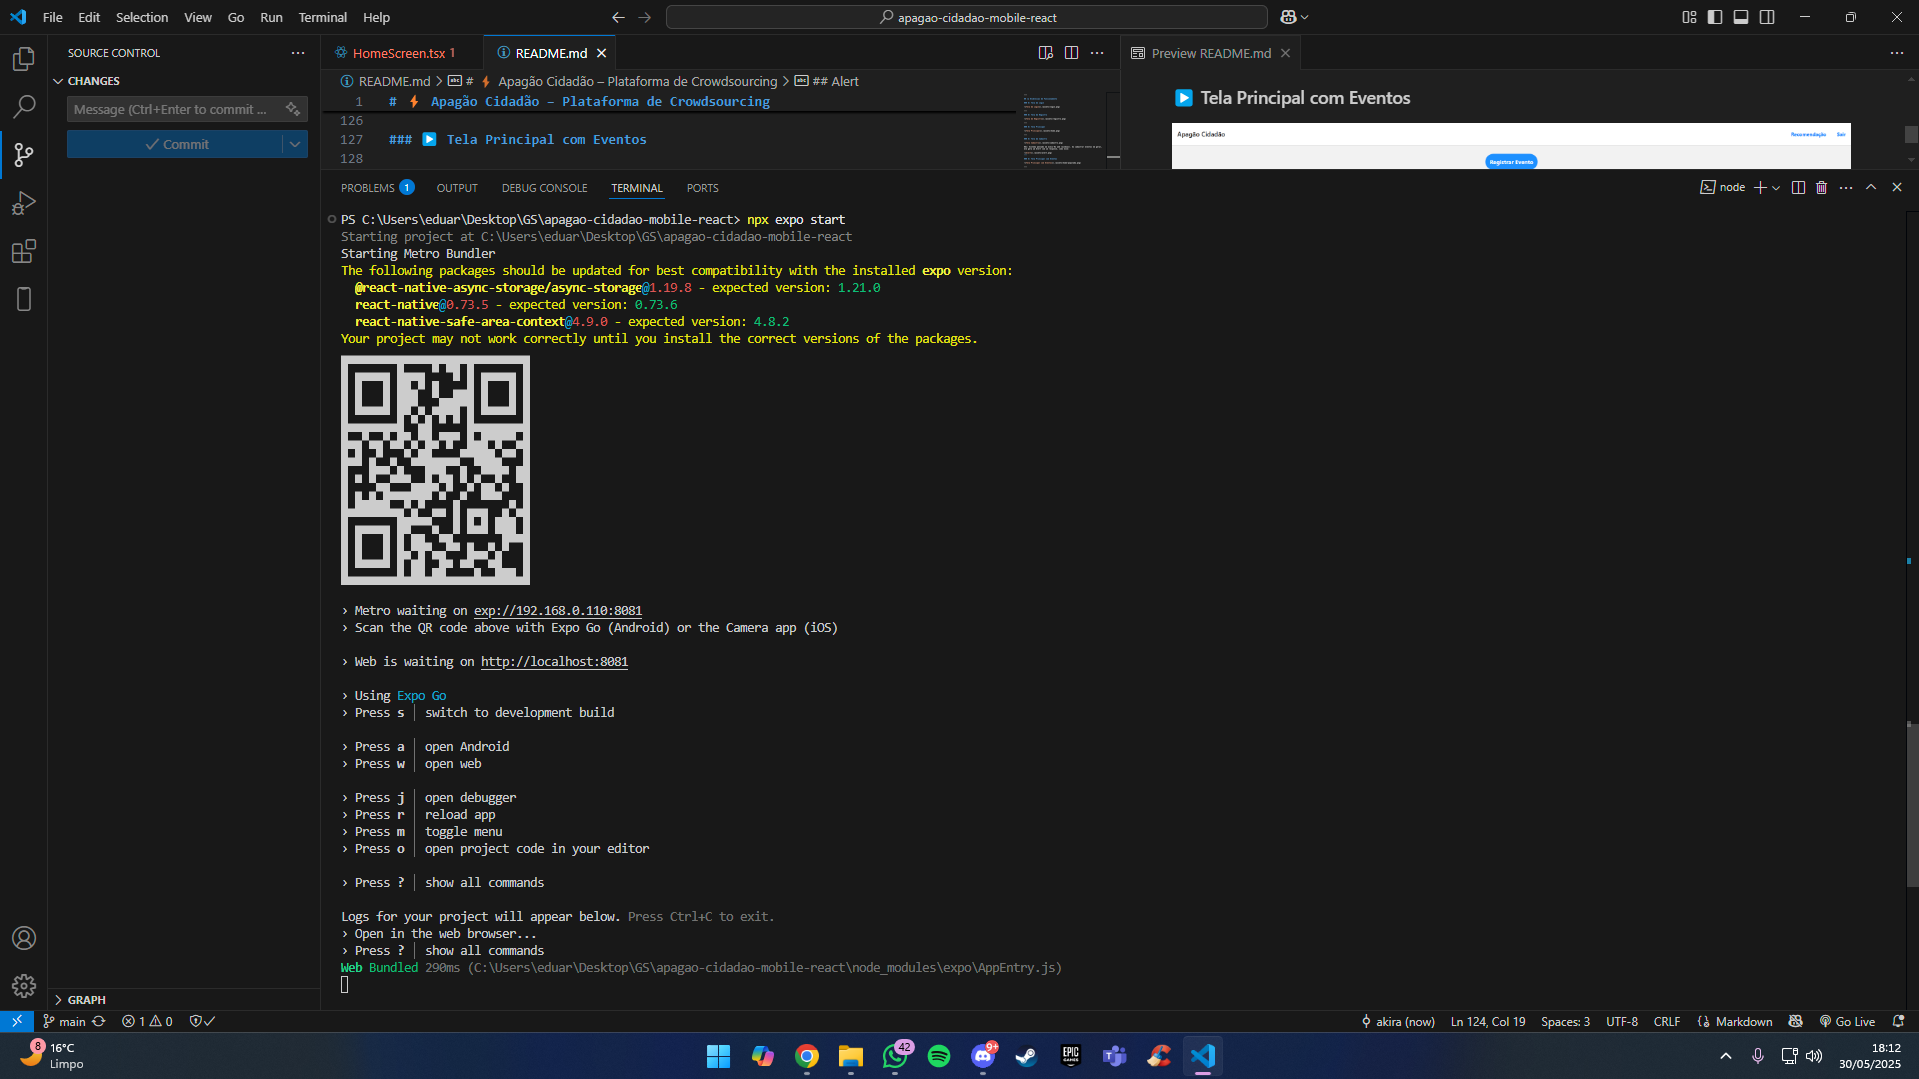 File Edit Selection View Go Run Terminal Help
apagao-cidadao-mobile-react
SOURCE CONTROL
CHANGES
Message (Ctrl+Enter to commit ...
Commit
GRAPH
HomeScreen.tsx 1
README.md
README.md > # ⚡ Apagão Cidadão – Plataforma de Crowdsourcing > ## Alert
1 # ⚡ Apagão Cidadão – Plataforma de Crowdsourcing
126
127 ### ▶️ Tela Principal com Eventos
128
Preview README.md
▶️ Tela Principal com Eventos
Apagão Cidadão
Recomendação Sair
Registrar Evento
PROBLEMS 1 OUTPUT DEBUG CONSOLE TERMINAL PORTS
node
PS C:\Users\eduar\Desktop\GS\apagao-cidadao-mobile-react> npx expo start
Starting project at C:\Users\eduar\Desktop\GS\apagao-cidadao-mobile-react
Starting Metro Bundler
The following packages should be updated for best compatibility with the installed expo version:
@react-native-async-storage/async-storage@1.19.8 - expected version: 1.21.0
react-native@0.73.5 - expected version: 0.73.6
react-native-safe-area-context@4.9.0 - expected version: 4.8.2
Your project may not work correctly until you install the correct versions of the packages.
› Metro waiting on exp://192.168.0.110:8081
› Scan the QR code above with Expo Go (Android) or the Camera app (iOS)
› Web is waiting on http://localhost:8081
› Using Expo Go
› Press s │ switch to development build
› Press a │ open Android
› Press w │ open web
› Press j │ open debugger
› Press r │ reload app
› Press m │ toggle menu
› Press o │ open project code in your editor
› Press ? │ show all commands
Logs for your project will appear below. Press Ctrl+C to exit.
› Open in the web browser...
› Press ? │ show all commands
Web Bundled 290ms (C:\Users\eduar\Desktop\GS\apagao-cidadao-mobile-react\node_modules\expo\AppEntry.js)
main 1 0
akira (now) Ln 124, Col 19 Spaces: 3 UTF-8 CRLF Markdown Go Live
8
16°C
Limpo
42
9+
EPIC
GAMES
18:12
30/05/2025